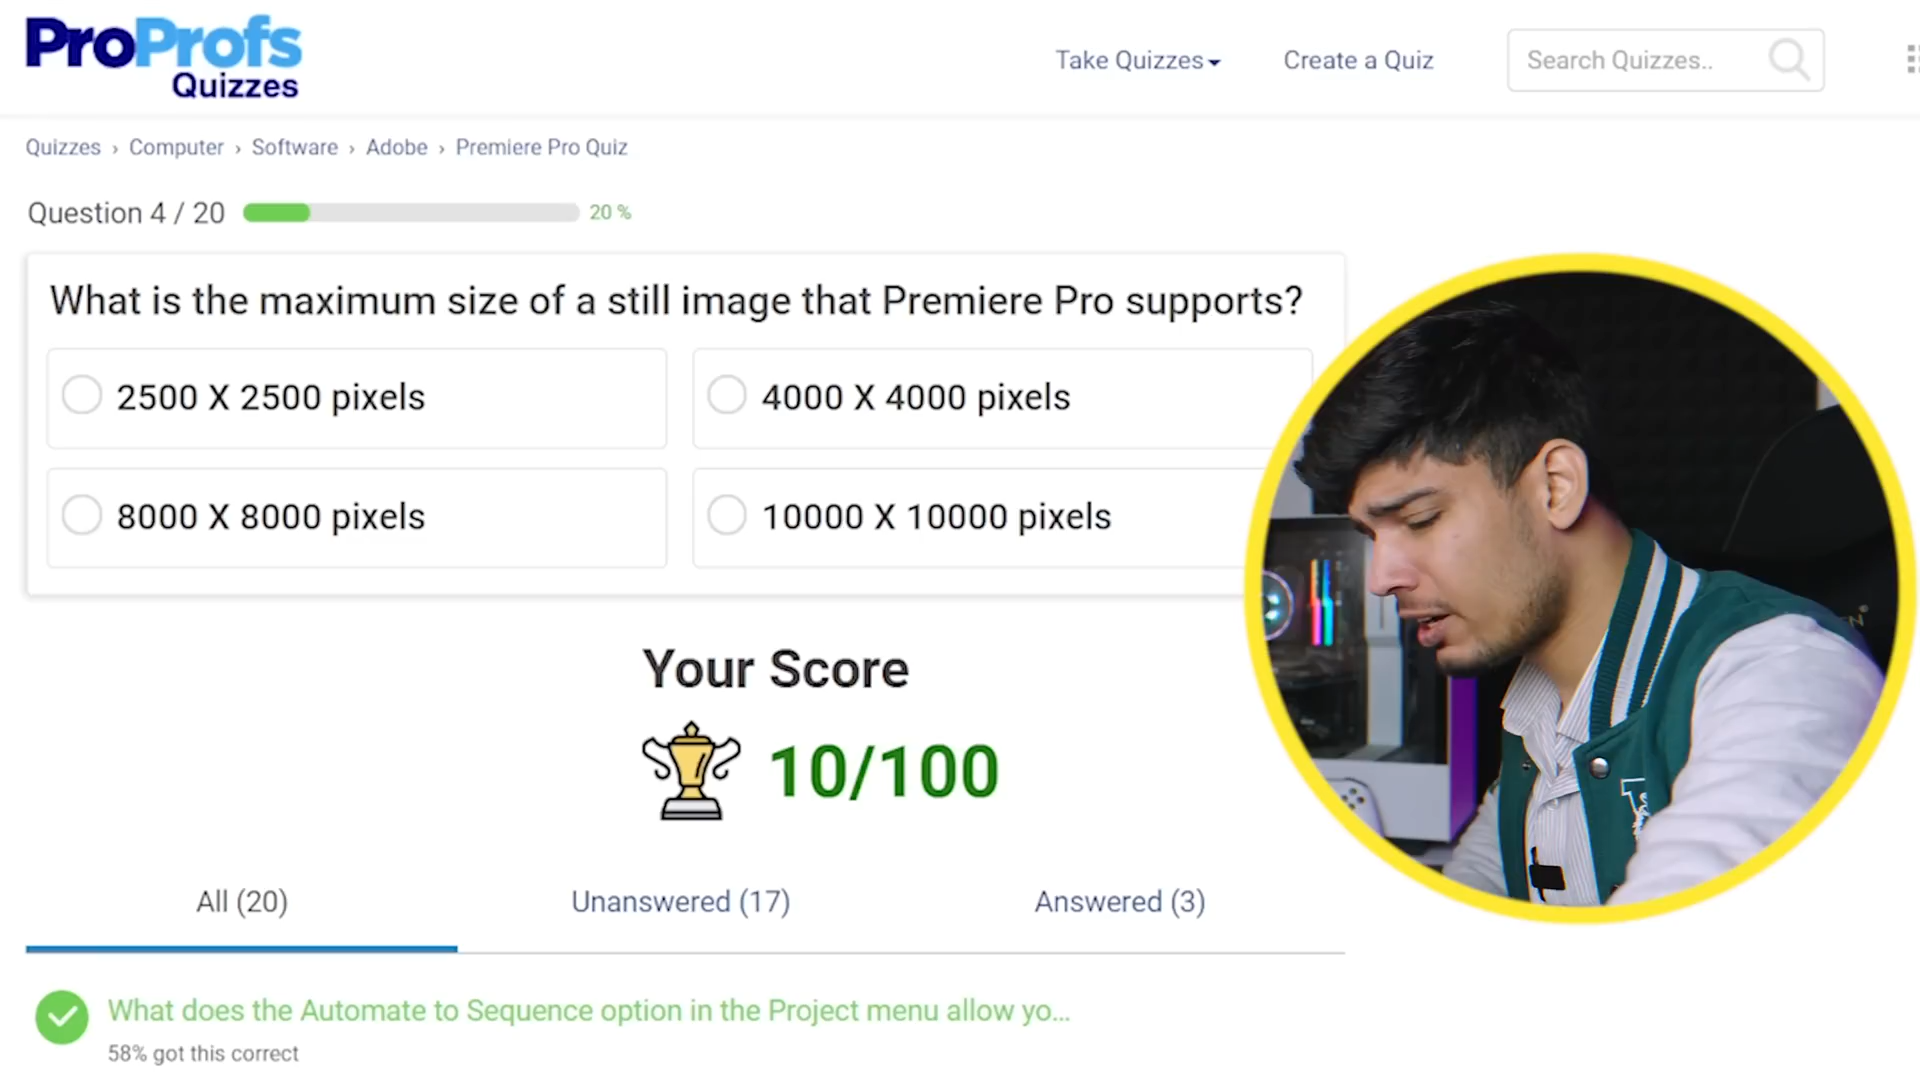 ProProfs
Quizzes
Take Quizzes
Create a Quiz
Search Quizzes..
Quizzes › Computer › Software › Adobe › Premiere Pro Quiz
Question 4 / 20
20 %
What is the maximum size of a still image that Premiere Pro supports?
2500 X 2500 pixels
4000 X 4000 pixels
8000 X 8000 pixels
10000 X 10000 pixels
Your Score
10/100
All (20)
Unanswered (17)
Answered (3)
What does the Automate to Sequence option in the Project menu allow yo...
58% got this correct